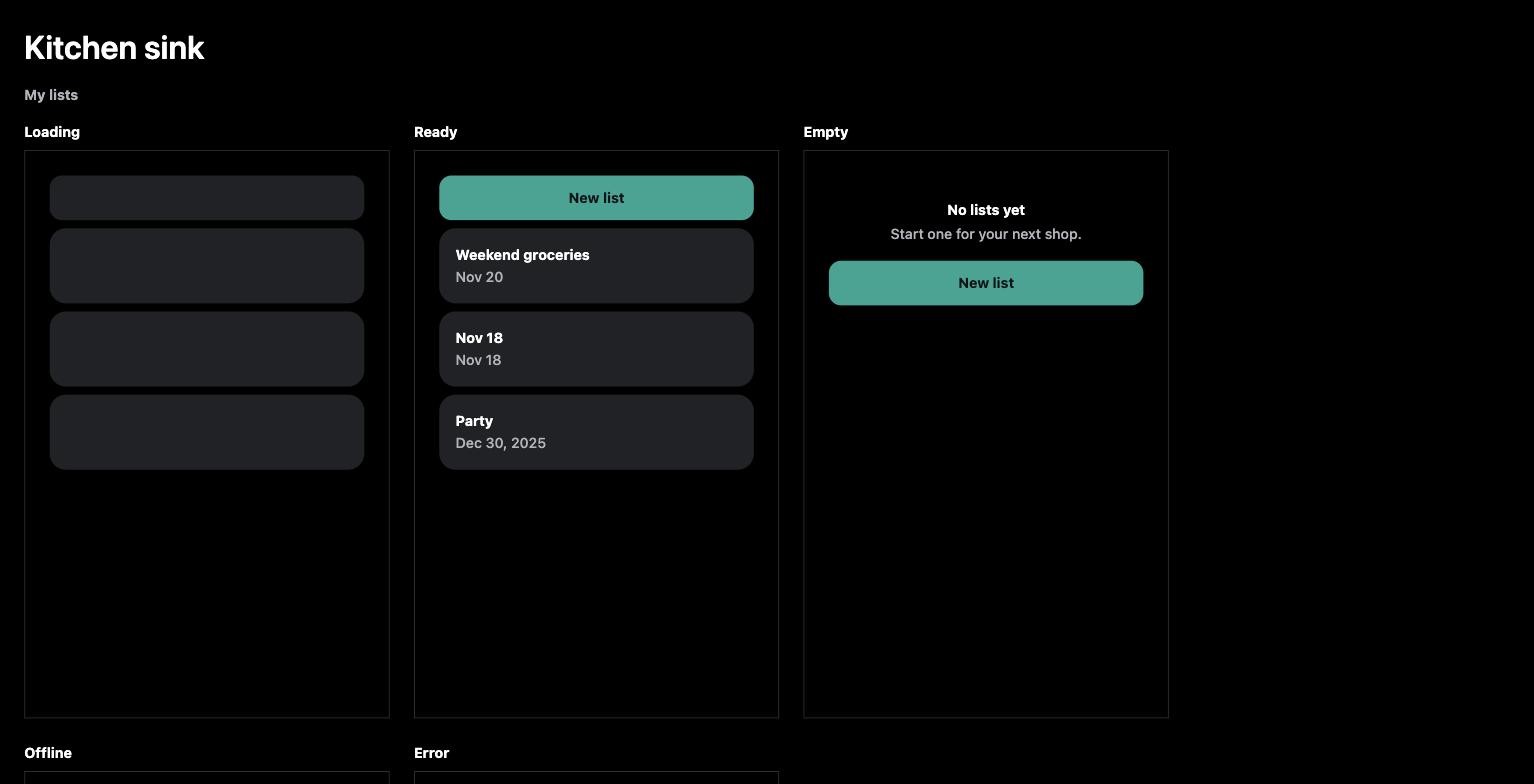 Kitchen sink
My lists
Loading
Ready
New list
Weekend groceries
Nov 20
Nov 18
Nov 18
Party
Dec 30, 2025
Empty
No lists yet
Start one for your next shop.
New list
Offline
Error